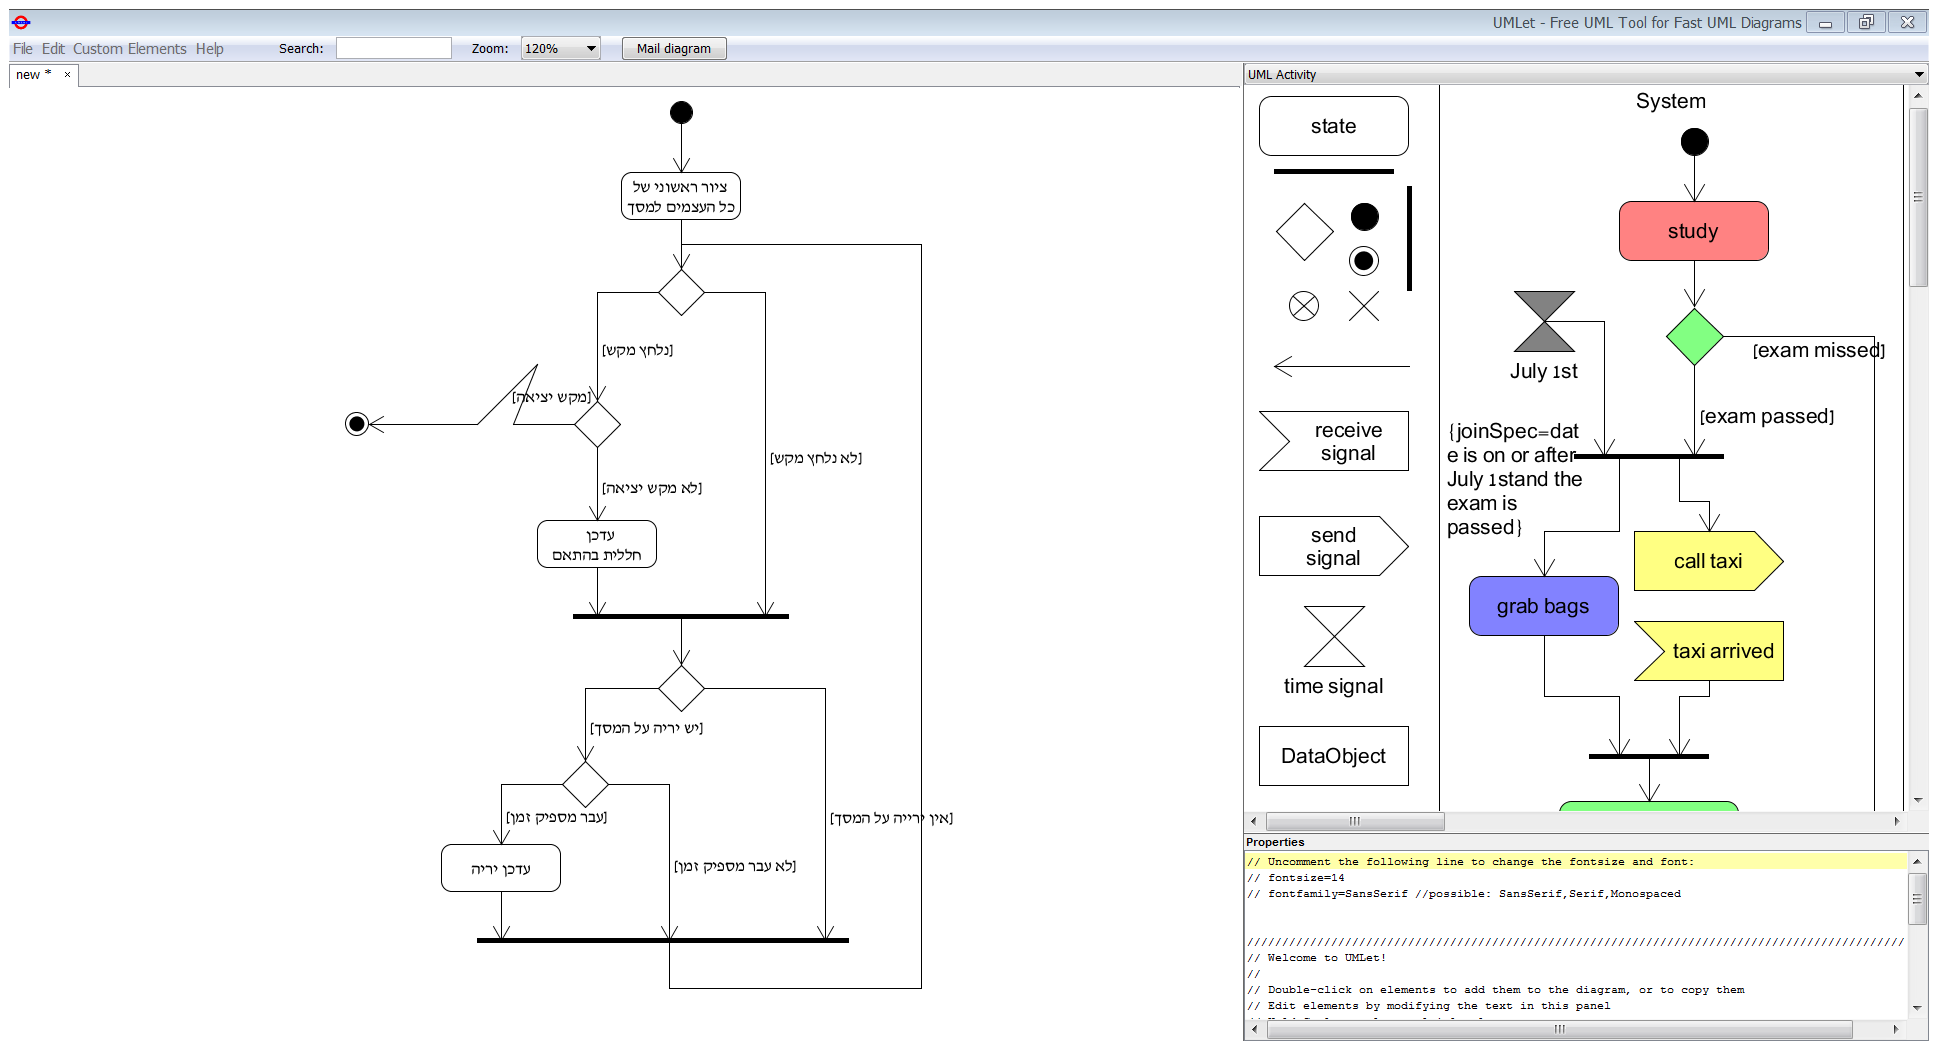 UMLet - Free UML Tool for Fast UML Diagrams
File Edit Custom Elements Help
Search:
Zoom: 120%
Mail diagram
new *
ציור ראשוני של
כל העצמים למסך
[נלחץ מקש]
[מקש יציאה]
[לא נלחץ מקש]
[לא מקש יציאה]
עדכן
חללית בהתאם
[יש יריה על המסך]
[עבר מספיק זמן]
[אין ירייה על המסך]
[לא עבר מספיק זמן]
עדכן יריה
UML Activity
state
receive
signal
send
signal
time signal
DataObject
System
study
July 1st
[exam missed]
[exam passed]
{joinSpec=dat
e is on or after
July 1stand the
exam is
passed}
call taxi
grab bags
taxi arrived
Properties
// Uncomment the following line to change the fontsize and font:
// fontsize=14
// fontfamily=SansSerif //possible: SansSerif,Serif,Monospaced
//////////////////////////////////////////////////////////////////////////////////////////////
// Welcome to UMLet!
//
// Double-click on elements to add them to the diagram, or to copy them
// Edit elements by modifying the text in this panel